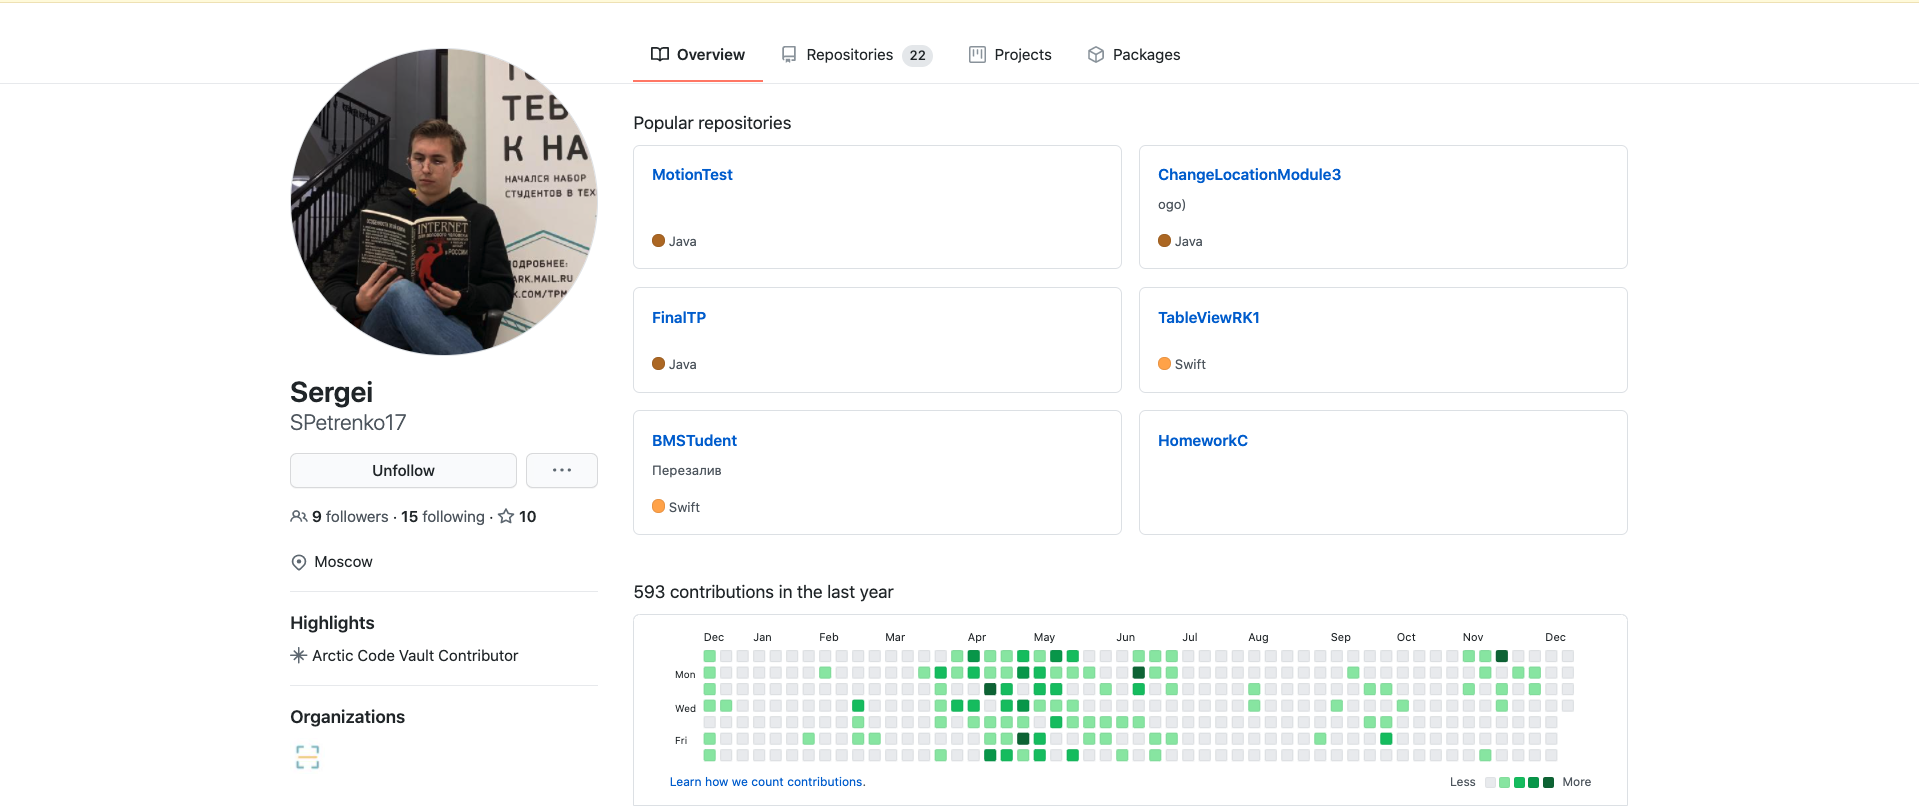 Overview
Repositories 22
Projects
Packages
ТЕБ
К НА
НАЧАЛСЯ НАБОР
СТУДЕНТОВ В ТЕХ
INTERNET
В РОССИИ
ПОДРОБНЕЕ:
PARK.MAIL.RU
.COM/TPM
Sergei
SPetrenko17
Unfollow
...
9 followers · 15 following · 10
Moscow
Highlights
Arctic Code Vault Contributor
Organizations
Popular repositories
MotionTest
Java
ChangeLocationModule3
ogo)
Java
FinalTP
Java
TableViewRK1
Swift
BMSTudent
Перезалив
Swift
HomeworkC
593 contributions in the last year
Dec Jan Feb Mar Apr May Jun Jul Aug Sep Oct Nov Dec
Mon
Wed
Fri
Learn how we count contributions.
Less More